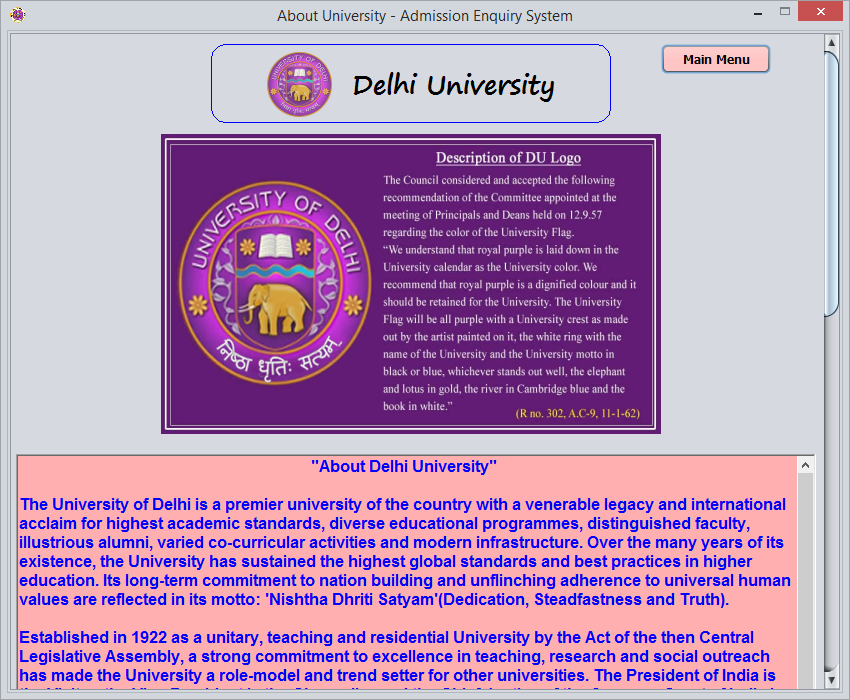 About University - Admission Enquiry System
Delhi University
Main Menu
UNIVERSITY OF DELHI
निष्ठा धृतिः सत्यम्
Description of DU Logo
The Council considered and accepted the following
recommendation of the Committee appointed at the
meeting of Principals and Deans held on 12.9.57
regarding the color of the University Flag.
“We understand that royal purple is laid down in the
University calendar as the University color. We
recommend that royal purple is a dignified colour and it
should be retained for the University. The University
Flag will be all purple with a University crest as made
out by the artist painted on it, the white ring with the
name of the University and the University motto in
black or blue, whichever stands out well, the elephant
and lotus in gold, the river in Cambridge blue and the
book in white.”
(R no. 302, A.C-9, 11-1-62)
"About Delhi University"
The University of Delhi is a premier university of the country with a venerable legacy and international
acclaim for highest academic standards, diverse educational programmes, distinguished faculty,
illustrious alumni, varied co-curricular activities and modern infrastructure. Over the many years of its
existence, the University has sustained the highest global standards and best practices in higher
education. Its long-term commitment to nation building and unflinching adherence to universal human
values are reflected in its motto: 'Nishtha Dhriti Satyam'(Dedication, Steadfastness and Truth).
Established in 1922 as a unitary, teaching and residential University by the Act of the then Central
Legislative Assembly, a strong commitment to excellence in teaching, research and social outreach
has made the University a role-model and trend setter for other universities. The President of India is